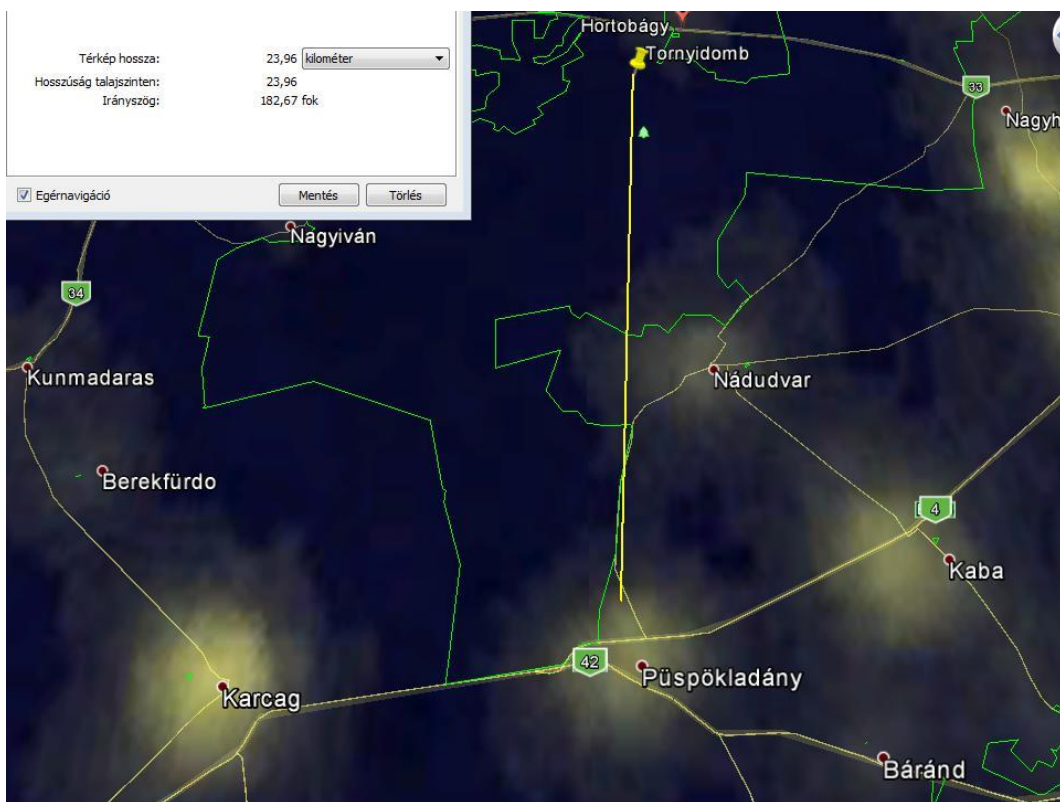 Térkép hossza: 23,96 kilométer
Hosszúság talajszinten: 23,96
Irányszög: 182,67 fok
Egérnavigáció Mentés Törlés
Hortobágy
Tornyidomb
33
Nagyh
Nagyiván
34
Kunmadaras
Nádudvar
Berekfürdo
4
Kaba
42
Püspökladány
Karcag
Báránd